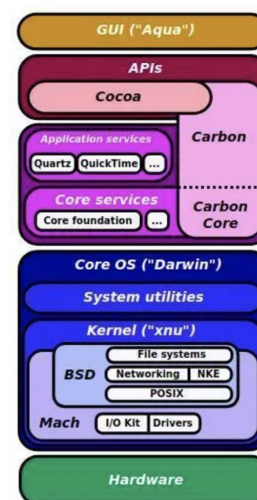 GUI ("Aqua")
APIs
Cocoa
Carbon
Application services
Quartz QuickTime ...
Core services
Core foundation ...
Carbon
Core
Core OS ("Darwin")
System utilities
Kernel ("xnu")
File systems
BSD
Networking NKE
POSIX
Mach
I/O Kit Drivers
Hardware